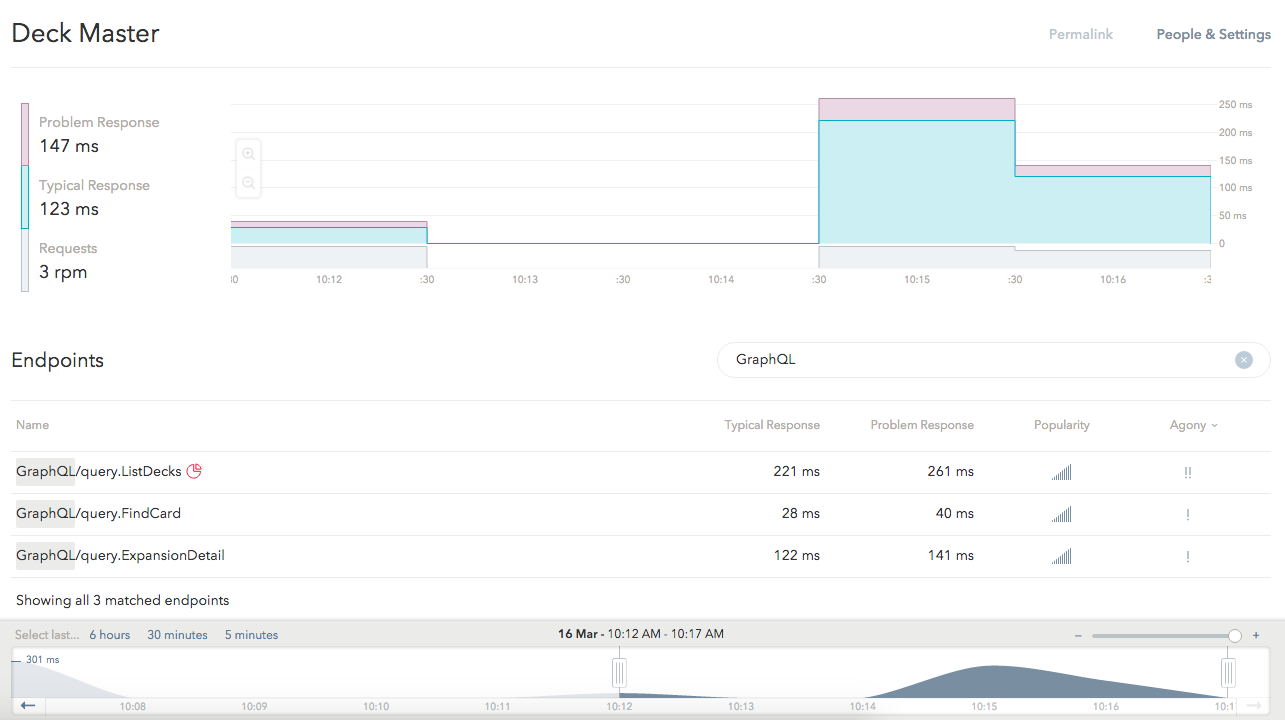 Deck Master
Permalink People & Settings
Problem Response
147 ms
Typical Response
123 ms
Requests
3 rpm
250 ms
200 ms
150 ms
100 ms
50 ms
0
:30 10:12 :30 10:13 :30 10:14 :30 10:15 :30 10:16 :3
Endpoints
GraphQL
Name Typical Response Problem Response Popularity Agony
GraphQL/query.ListDecks 221 ms 261 ms !!
GraphQL/query.FindCard 28 ms 40 ms !
GraphQL/query.ExpansionDetail 122 ms 141 ms !
Showing all 3 matched endpoints
Select last... 6 hours 30 minutes 5 minutes 16 Mar - 10:12 AM - 10:17 AM − +
301 ms
10:08 10:09 10:10 10:11 10:12 10:13 10:14 10:15 10:16 10:1